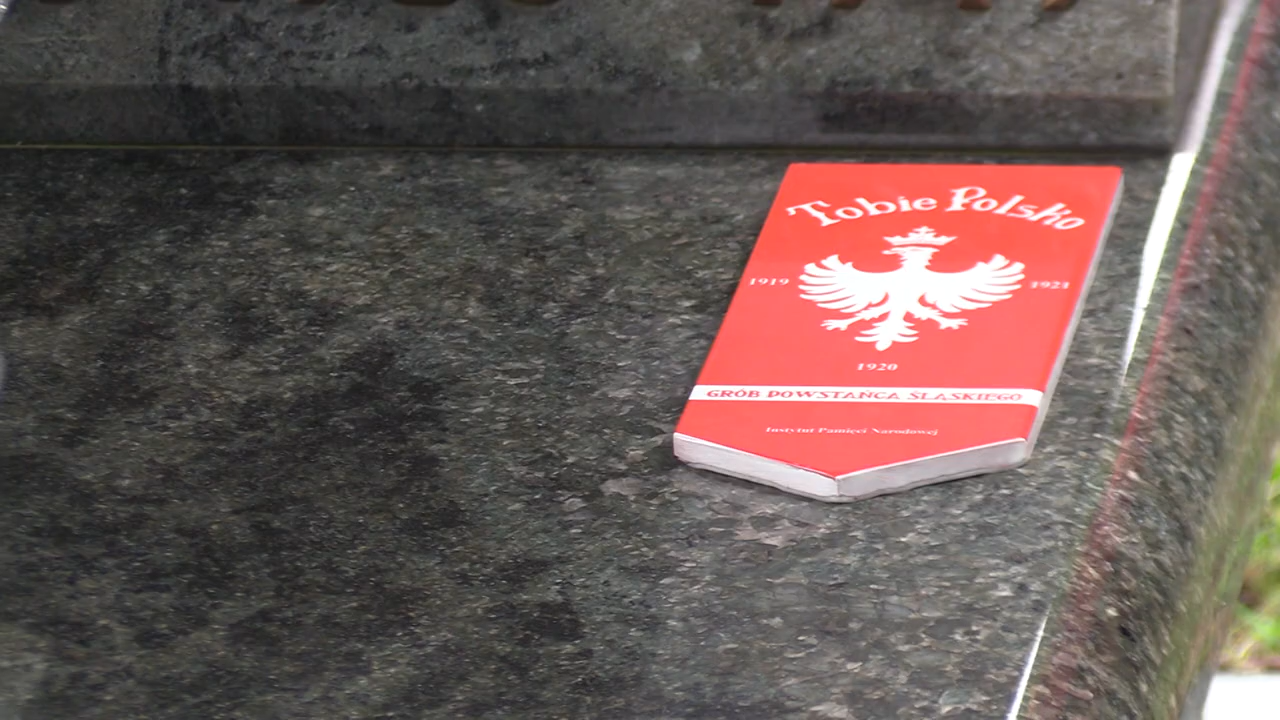 Tobie Polsko
1919
1921
1920
GRÓB POWSTAŃCA ŚLĄSKIEGO
Instytut Pamięci Narodowej